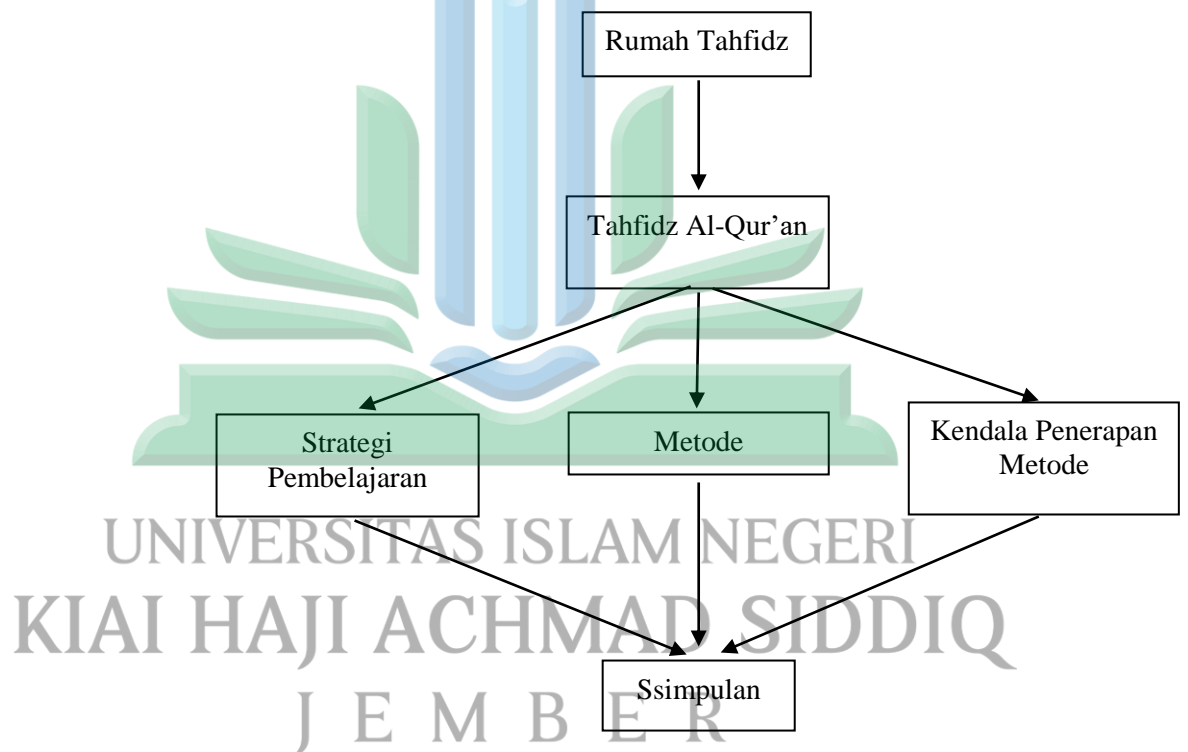 Rumah Tahfidz
Tahfidz Al-Qur’an
Strategi
Pembelajaran
Metode
Kendala Penerapan
Metode
UNIVERSITAS ISLAM NEGERI
KIAI HAJI ACHMAD SIDDIQ
Ssimpulan
J E M B E R